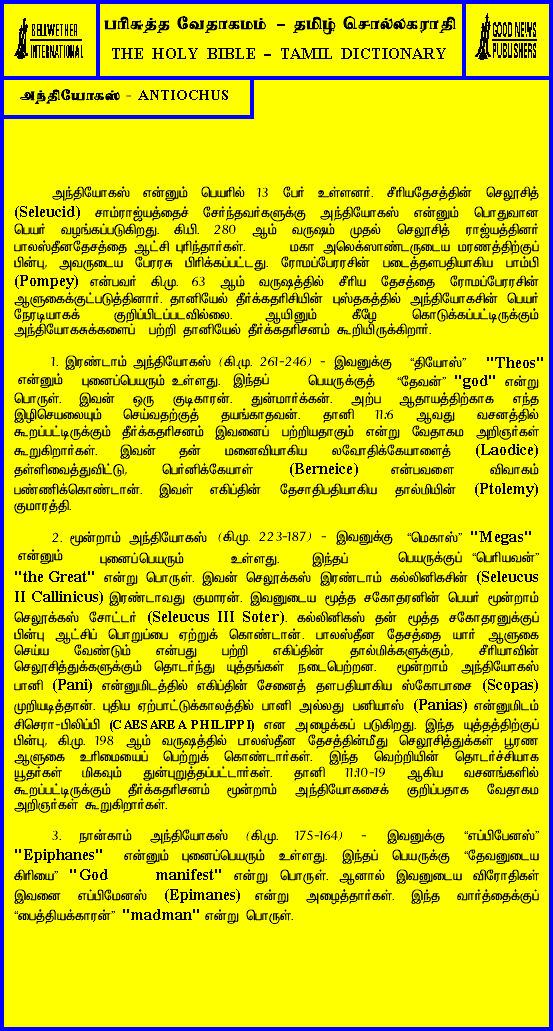 BELLWETHER INTERNATIONAL
பரிசுத்த வேதாகமம் – தமிழ் சொல்லகராதி
THE HOLY BIBLE – TAMIL DICTIONARY
GOOD NEWS PUBLISHERS
அந்தியோகஸ் - ANTIOCHUS
அந்தியோகஸ் என்னும் பெயரில் 13 பேர் உள்ளனர். சீரியதேசத்தின் செலூசித்
(Seleucid) சாம்ராஜ்யத்தைச் சேர்ந்தவர்களுக்கு அந்தியோகஸ் என்னும் பொதுவான
பெயர் வழங்கப்படுகிறது. கி.பி. 280 ஆம் வருஷம் முதல் செலூசித் ராஜ்யத்தினர்
பாலஸ்தீனதேசத்தை ஆட்சி புரிந்தார்கள். மகா அலெக்ஸாண்டருடைய மரணத்திற்குப்
பின்பு, அவருடைய பேரரசு பிரிக்கப்பட்டது. ரோமப்பேரரசின் படைத்தளபதியாகிய பாம்பி
(Pompey) என்பவர் கி.மு. 63 ஆம் வருஷத்தில் சீரிய தேசத்தை ரோமப்பேரரசின்
ஆளுகைக்குட்படுத்தினார். தானியேல் தீர்க்கதரிசியின் புஸ்தகத்தில் அந்தியோகசின் பெயர்
நேரடியாகக் குறிப்பிடப்படவில்லை. ஆயினும் கீழே கொடுக்கப்பட்டிருக்கும்
அந்தியோகசுக்களைப் பற்றி தானியேல் தீர்க்கதரிசனம் கூறியிருக்கிறார்.
1. இரண்டாம் அந்தியோகஸ் (கி.மு. 261-246) - இவனுக்கு “தியோஸ்” "Theos"
என்னும் புனைப்பெயரும் உள்ளது. இந்தப் பெயருக்குத் “தேவன்” "god" என்று
பொருள். இவன் ஒரு குடிகாரன். துன்மார்க்கன். அற்ப ஆதாயத்திற்காக எந்த
இழிசெயலையும் செய்வதற்குத் தயங்காதவன். தானி 11:6 ஆவது வசனத்தில்
கூறப்பட்டிருக்கும் தீர்க்கதரிசனம் இவனைப் பற்றியதாகும் என்று வேதாகம அறிஞர்கள்
கூறுகிறார்கள். இவன் தன் மனைவியாகிய லவோதிக்கேயாளைத் (Laodice)
தள்ளிவைத்துவிட்டு. பெர்னிக்கேயாள் (Berneice) என்பவளை விவாகம்
பண்ணிக்கொண்டான். இவள் எகிப்தின் தேசாதிபதியாகிய தால்மியின் (Ptolemy)
குமாரத்தி.
2. மூன்றாம் அந்தியோகஸ் (கி.மு. 223-187) - இவனுக்கு “மெகாஸ்” "Megas"
என்னும் புனைப்பெயரும் உள்ளது. இந்தப் பெயருக்குப் “பெரியவன்”
"the Great" என்று பொருள். இவன் செலூக்கஸ் இரண்டாம் கல்லினிகசின் (Seleucus
II Callinicus) இரண்டாவது குமாரன். இவனுடைய மூத்த சகோதரனின் பெயர் மூன்றாம்
செலூக்கஸ் சோட்டர் (Seleucus III Soter). கல்லினிகஸ் தன் மூத்த சகோதரனுக்குப்
பின்பு ஆட்சிப் பொறுப்பை ஏற்றுக் கொண்டான். பாலஸ்தீன தேசத்தை யார் ஆளுகை
செய்ய வேண்டும் என்பது பற்றி எகிப்தின் தால்மிக்களுக்கும், சீரியாவின்
செலூசித்துக்களுக்கும் தொடர்ந்து யுத்தங்கள் நடைபெற்றன. மூன்றாம் அந்தியோகஸ்
பானி (Pani) என்னுமிடத்தில் எகிப்தின் சேனைத் தளபதியாகிய ஸ்கோபாசை (Scopas)
முறியடித்தான். புதிய ஏற்பாட்டுக்காலத்தில் பானி அல்லது பனியாஸ் (Panias) என்னுமிடம்
சிசெரா-பிலிப்பி (CAESAREA PHILIPPI) என அழைக்கப் படுகிறது. இந்த யுத்தத்திற்குப்
பின்பு, கி.மு. 198 ஆம் வருஷத்தில் பாலஸ்தீன தேசத்தின்மீது செலூசித்துக்கள் பூரண
ஆளுகை உரிமையைப் பெற்றுக் கொண்டார்கள். இந்த வெற்றியின் தொடர்ச்சியாக
யூதர்கள் மிகவும் துன்புறுத்தப்பட்டார்கள். தானி 11:10-19 ஆகிய வசனங்களில்
கூறப்பட்டிருக்கும் தீர்க்கதரிசனம் மூன்றாம் அந்தியோகசைக் குறிப்பதாக வேதாகம
அறிஞர்கள் கூறுகிறார்கள்.
3. நான்காம் அந்தியோகஸ் (கி.மு. 175-164) - இவனுக்கு “எப்பிபேனஸ்”
"Epiphanes" என்னும் புனைப்பெயரும் உள்ளது. இந்தப் பெயருக்கு “தேவனுடைய
கிரியை” "God manifest" என்று பொருள். ஆனால் இவனுடைய விரோதிகள்
இவனை எப்பிமேனஸ் (Epimanes) என்று அழைத்தார்கள். இந்த வார்த்தைக்குப்
“பைத்தியக்காரன்” "madman" என்று பொருள்.